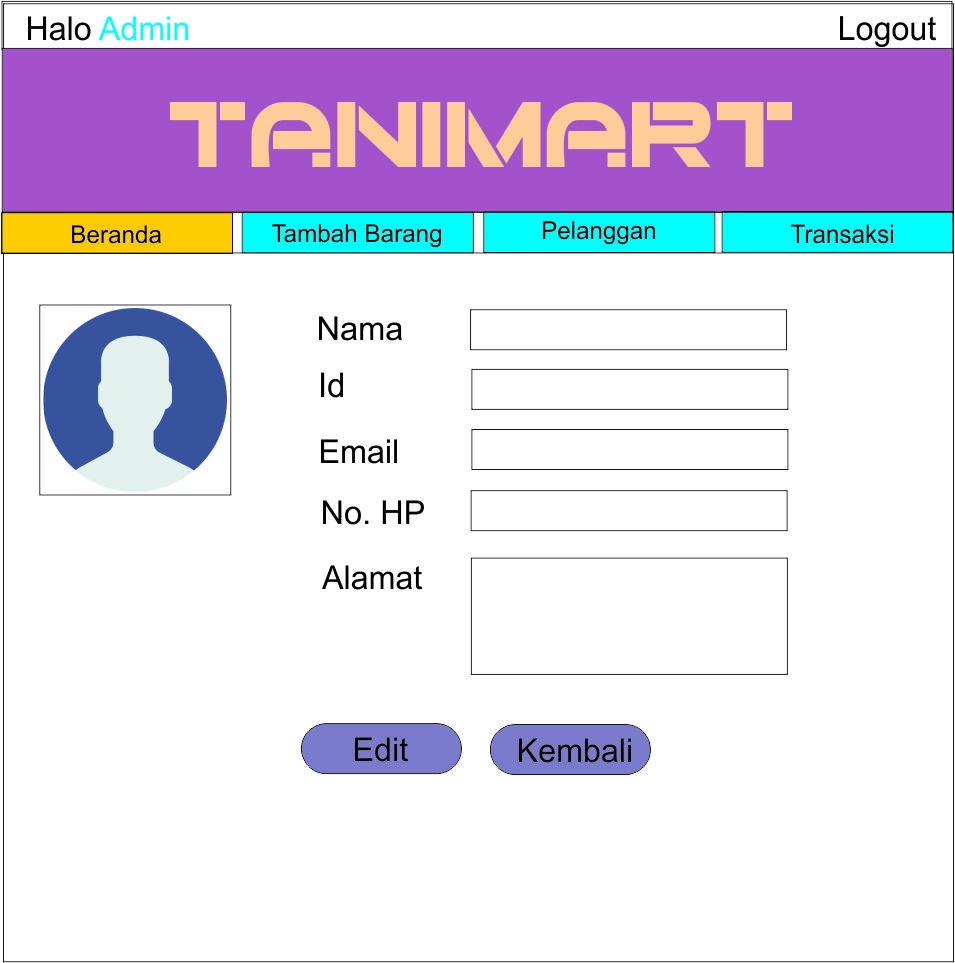 Halo Admin Logout
TANIMART
Beranda Tambah Barang Pelanggan Transaksi
Nama
Id
Email
No. HP
Alamat
Edit Kembali